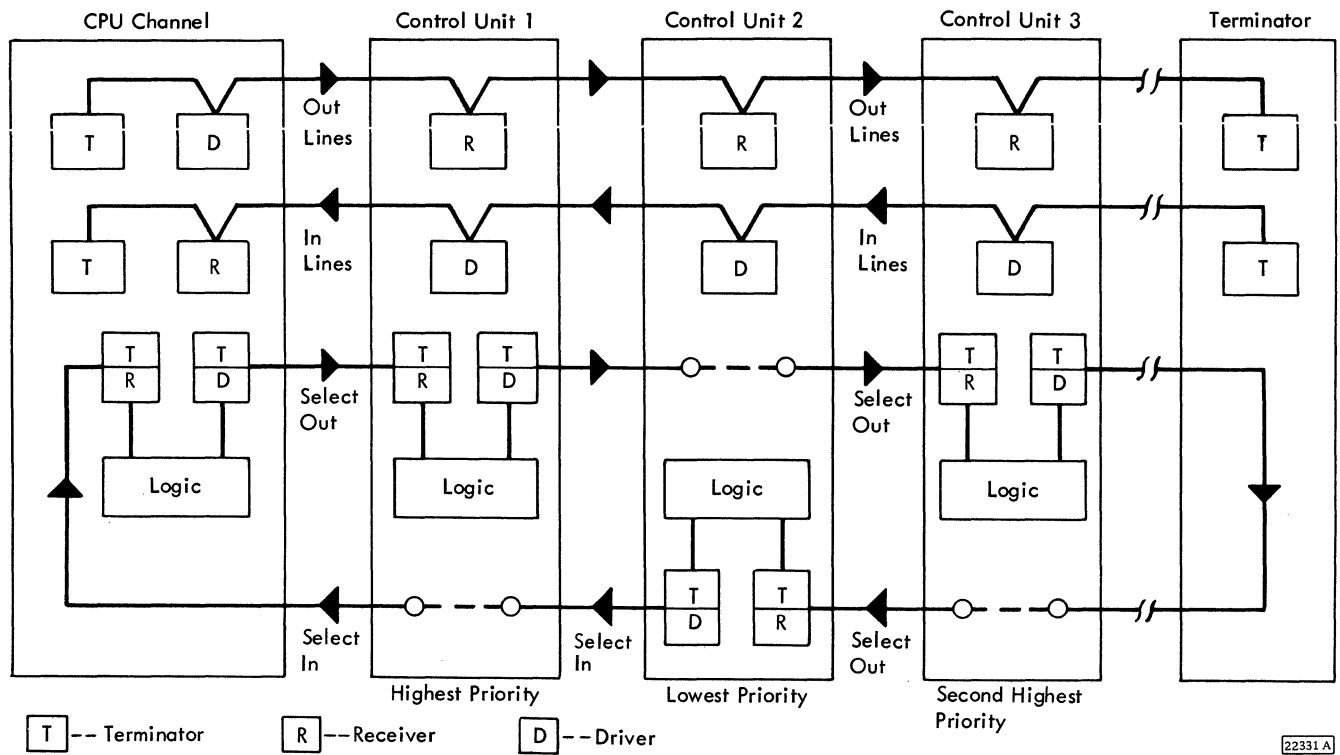 CPU Channel
Control Unit 1
Control Unit 2
Control Unit 3
Terminator
T
D
Out
Lines
R
R
Out
Lines
R
T
T
R
In
Lines
D
D
In
Lines
D
T
T
R
T
D
Select
Out
T
R
T
D
Select
Out
T
R
T
D
Logic
Logic
Logic
Logic
Select
In
Select
In
T
D
T
R
Select
Out
Highest Priority
Lowest Priority
Second Highest
Priority
T -- Terminator
R --Receiver
D --Driver
22331 A